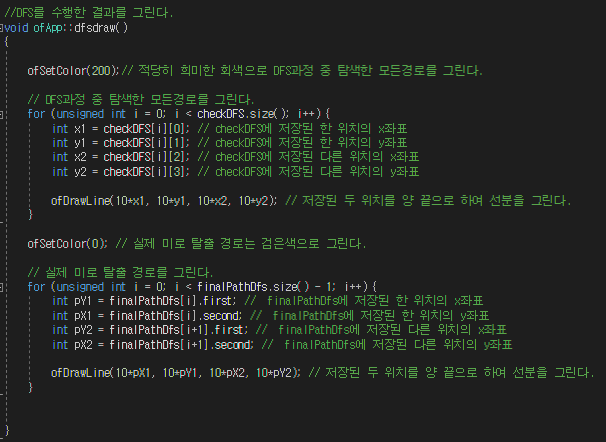 //DFS를 수행한 결과를 그린다.
void ofApp::dfsdraw()
{
ofSetColor(200);// 적당히 희미한 회색으로 DFS과정 중 탐색한 모든경로를 그린다.
// DFS과정 중 탐색한 모든경로를 그린다.
for (unsigned int i = 0; i < checkDFS.size(); i++) {
int x1 = checkDFS[i][0]; // checkDFS에 저장된 한 위치의 x좌표
int y1 = checkDFS[i][1]; // checkDFS에 저장된 한 위치의 y좌표
int x2 = checkDFS[i][2]; // checkDFS에 저장된 다른 위치의 x좌표
int y2 = checkDFS[i][3]; // checkDFS에 저장된 다른 위치의 y좌표
ofDrawLine(10*x1, 10*y1, 10*x2, 10*y2); // 저장된 두 위치를 양 끝으로 하여 선분을 그린다.
}
ofSetColor(0); // 실제 미로 탈출 경로는 검은색으로 그린다.
// 실제 미로 탈출 경로를 그린다.
for (unsigned int i = 0; i < finalPathDfs.size() - 1; i++) {
int pY1 = finalPathDfs[i].first; // finalPathDfs에 저장된 한 위치의 x좌표
int pX1 = finalPathDfs[i].second; // finalPathDfs에 저장된 한 위치의 y좌표
int pY2 = finalPathDfs[i+1].first; // finalPathDfs에 저장된 다른 위치의 x좌표
int pX2 = finalPathDfs[i+1].second; // finalPathDfs에 저장된 다른 위치의 y좌표
ofDrawLine(10*pX1, 10*pY1, 10*pX2, 10*pY2); // 저장된 두 위치를 양 끝으로 하여 선분을 그린다.
}
}